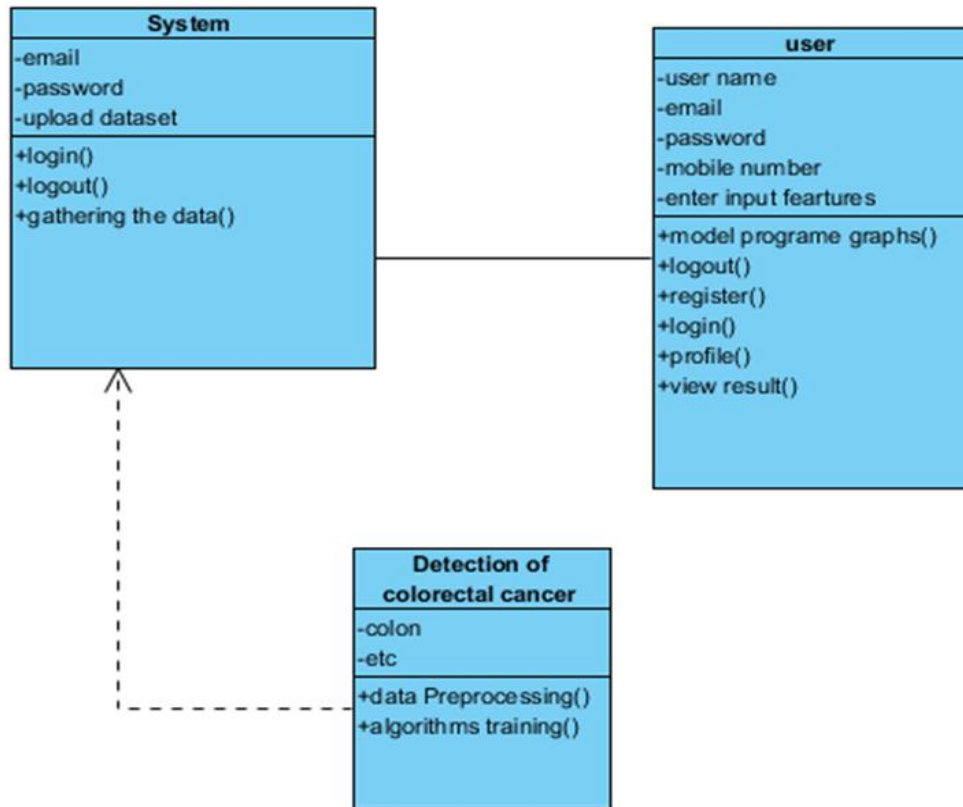 System
-email
-password
-upload dataset
+login()
+logout()
+gathering the data()
user
-user name
-email
-password
-mobile number
-enter input feartures
+model programe graphs()
+logout()
+register()
+login()
+profile()
+view result()
Detection of
colorectal cancer
-colon
-etc
+data Preprocessing()
+algorithms training()